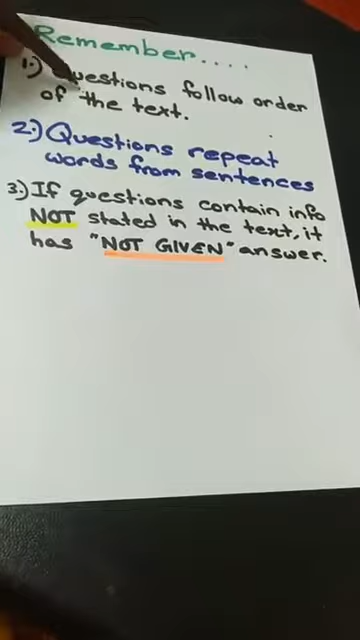 Remember....
1.) Questions follow order
of the text.
2.) Questions repeat
words from sentences
3.) If questions contain info
NOT stated in the text, it
has "NOT GIVEN" answer.